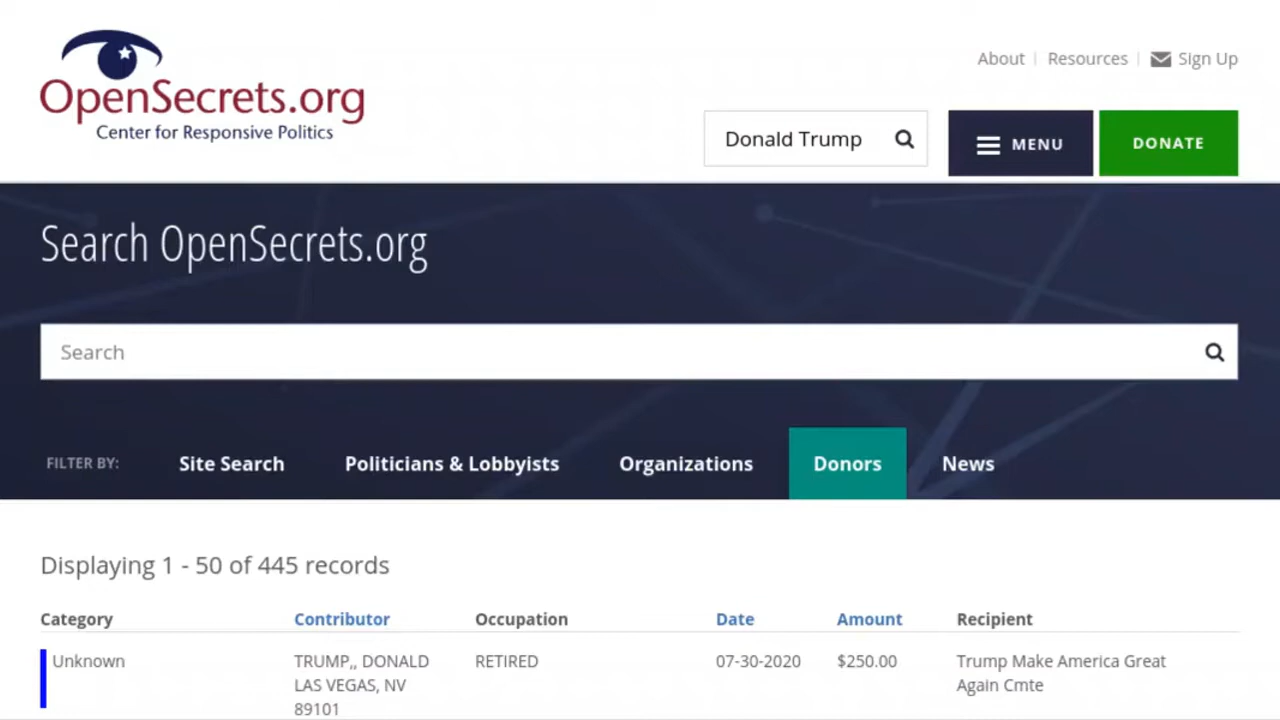 OpenSecrets.org
Center for Responsive Politics
About
Resources
Sign Up
Donald Trump
MENU
DONATE
Search OpenSecrets.org
Search
FILTER BY:
Site Search
Politicians & Lobbyists
Organizations
Donors
News
Displaying 1 - 50 of 445 records
Category Contributor Occupation Date Amount Recipient
Unknown TRUMP,, DONALD RETIRED 07-30-2020 $250.00 Trump Make America Great
LAS VEGAS, NV Again Cmte
89101